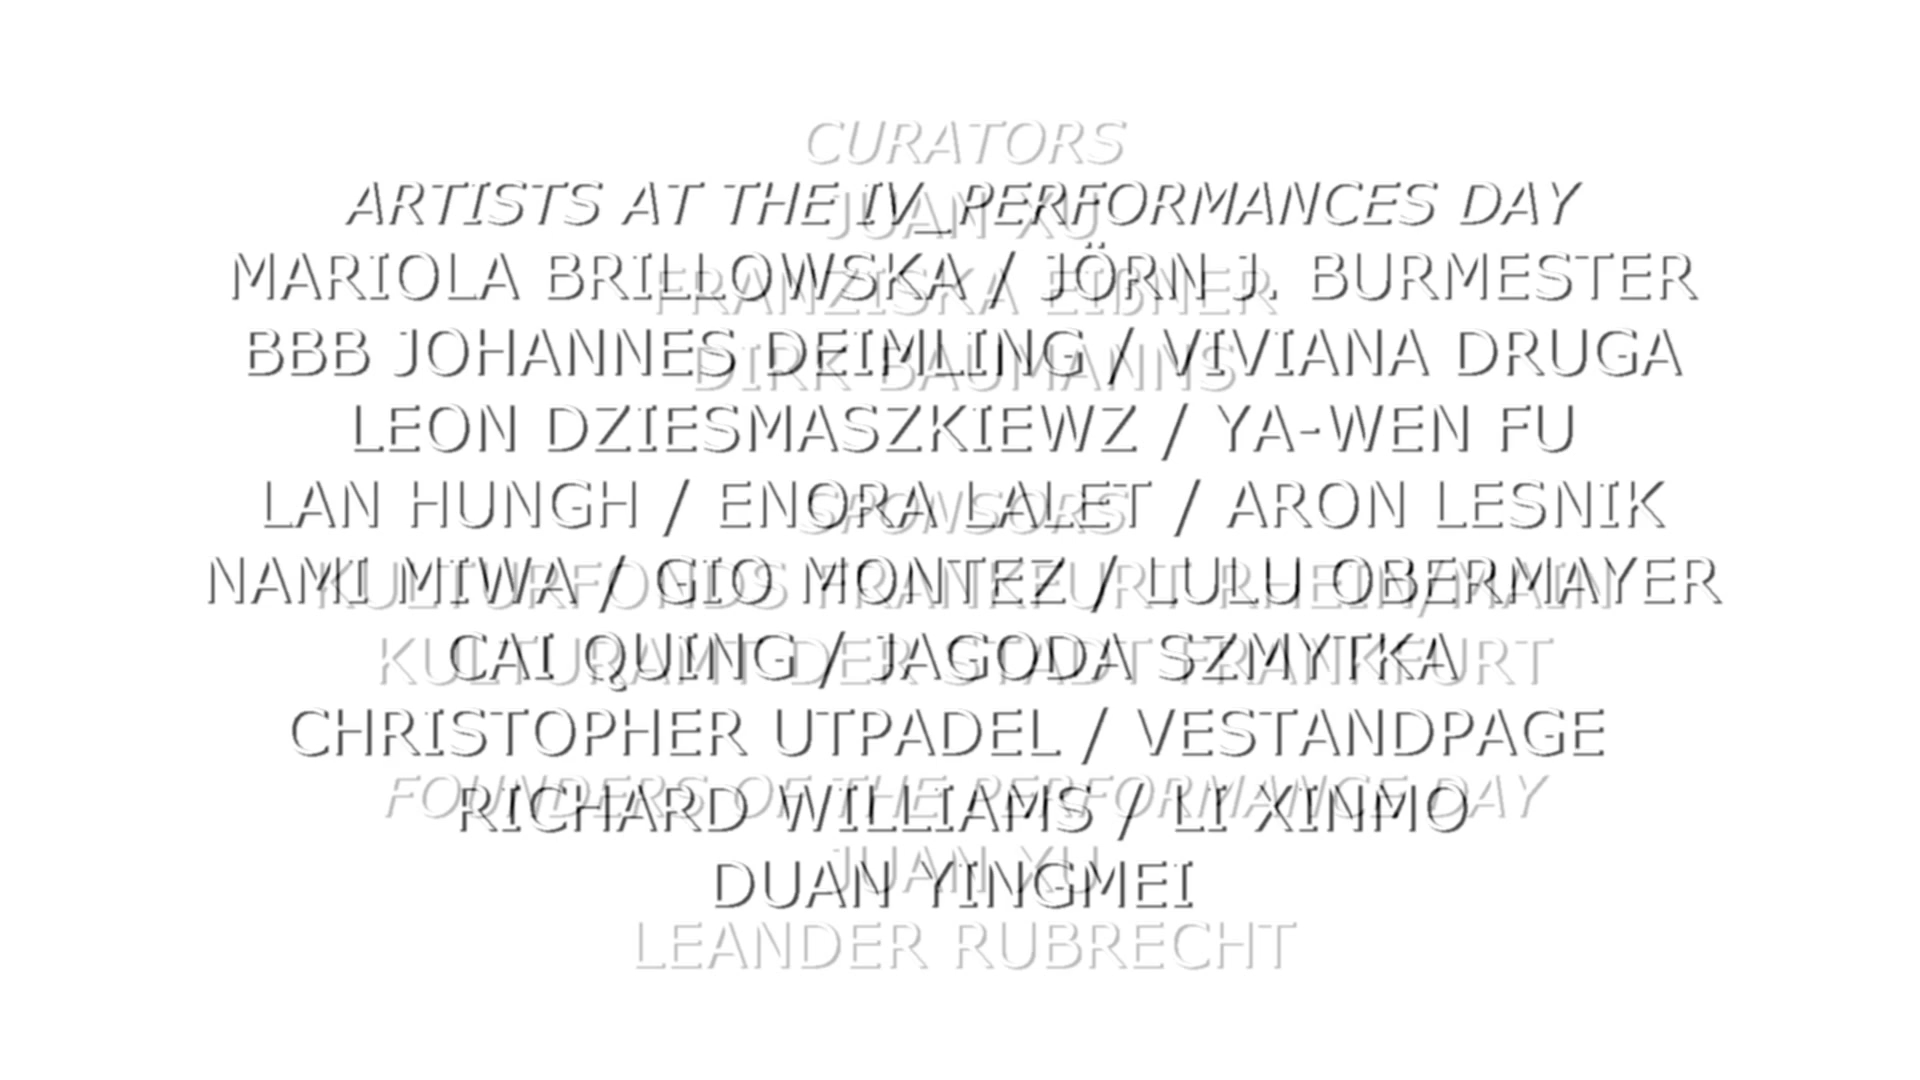 CURATORS
ARTISTS AT THE IV_PERFORMANCES DAY
JUAN XU
MARIOLA BRILLOWSKA / JÖRN J. BURMESTER
FRANZISKA EIßNER
BBB JOHANNES DEIMLING / VIVIANA DRUGA
DIRK BAUMANNS
LEON DZIESMASZKIEWZ / YA-WEN FU
LAN HUNGH / ENORA LALET / ARON LESNIK
SPONSORS
NAMI MIWA / GIO MONTEZ / LULU OBERMAYER
KULTURFONDS FRANKFURT RHEIN/MAIN
CAI QUING / JAGODA SZMYTKA
KULTURAMT DER STADT FRANKFURT
CHRISTOPHER UTPADEL / VESTANDPAGE
FOUNDERS OF THE PERFORMANCE DAY
RICHARD WILLIAMS / LI XINMO
JUAN XU
DUAN YINGMEI
LEANDER RUBRECHT